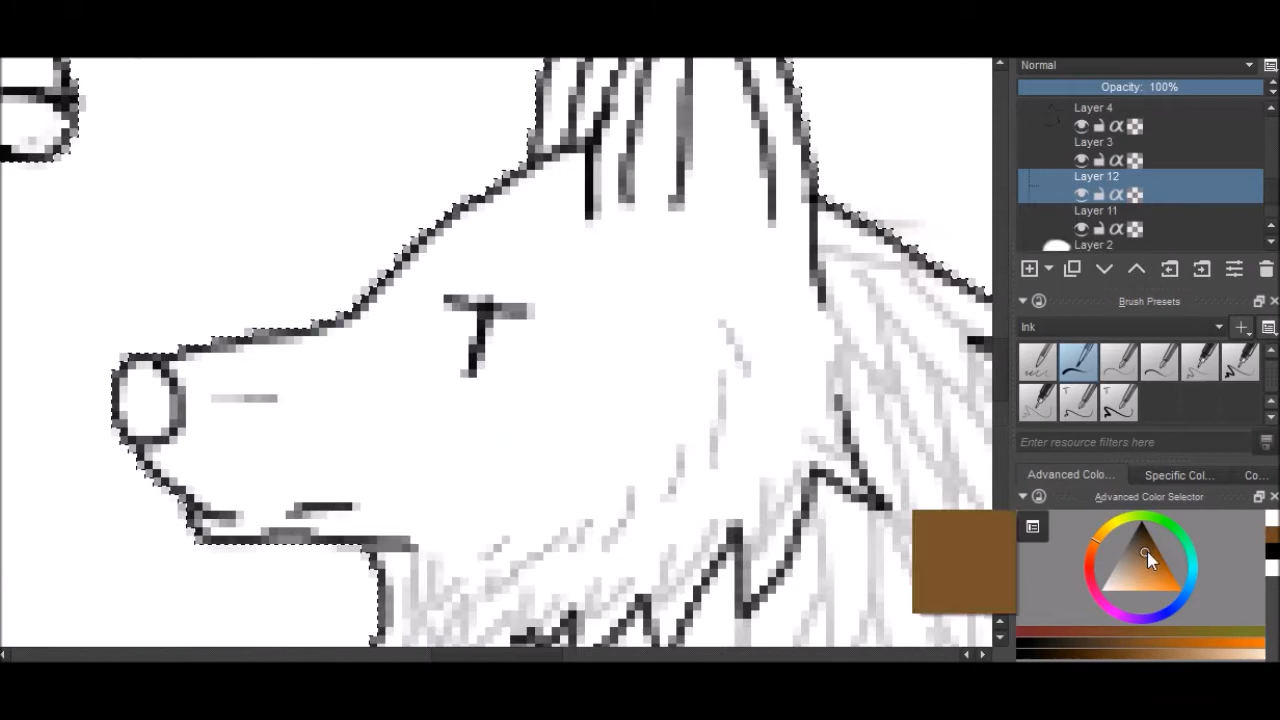 Normal
Opacity: 100%
Layer 4
Layer 3
Layer 12
Layer 11
Layer 2
Brush Presets
Ink
Enter resource filters here
Advanced Colo... Specific Col... Co...
Advanced Color Selector